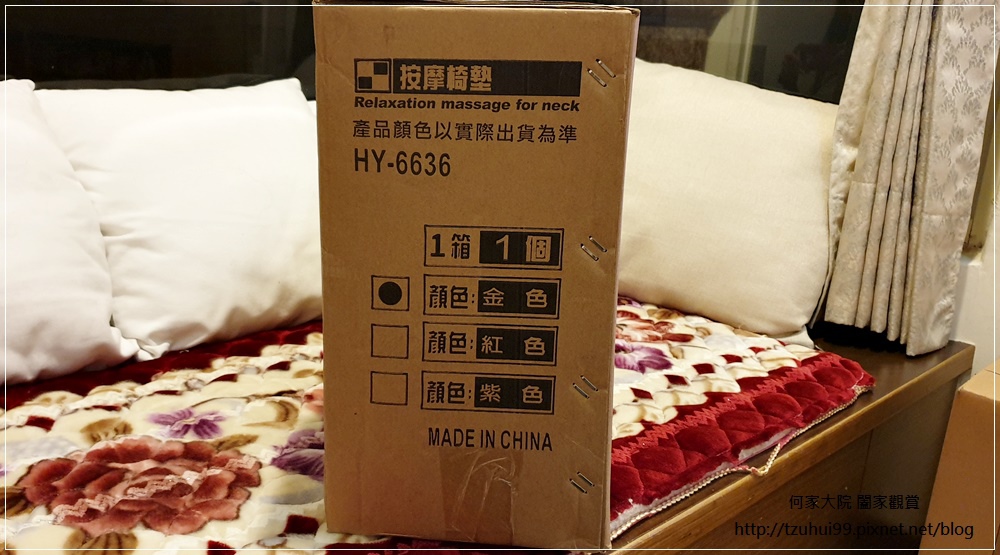 按摩椅墊
Relaxation massage for neck
產品顏色以實際出貨為準
HY-6636
1箱 1個
顏色:金 色
顏色:紅 色
顏色:紫 色
MADE IN CHINA
何家大院 闔家觀賞
http://tzuhui99.pixnet.net/blog